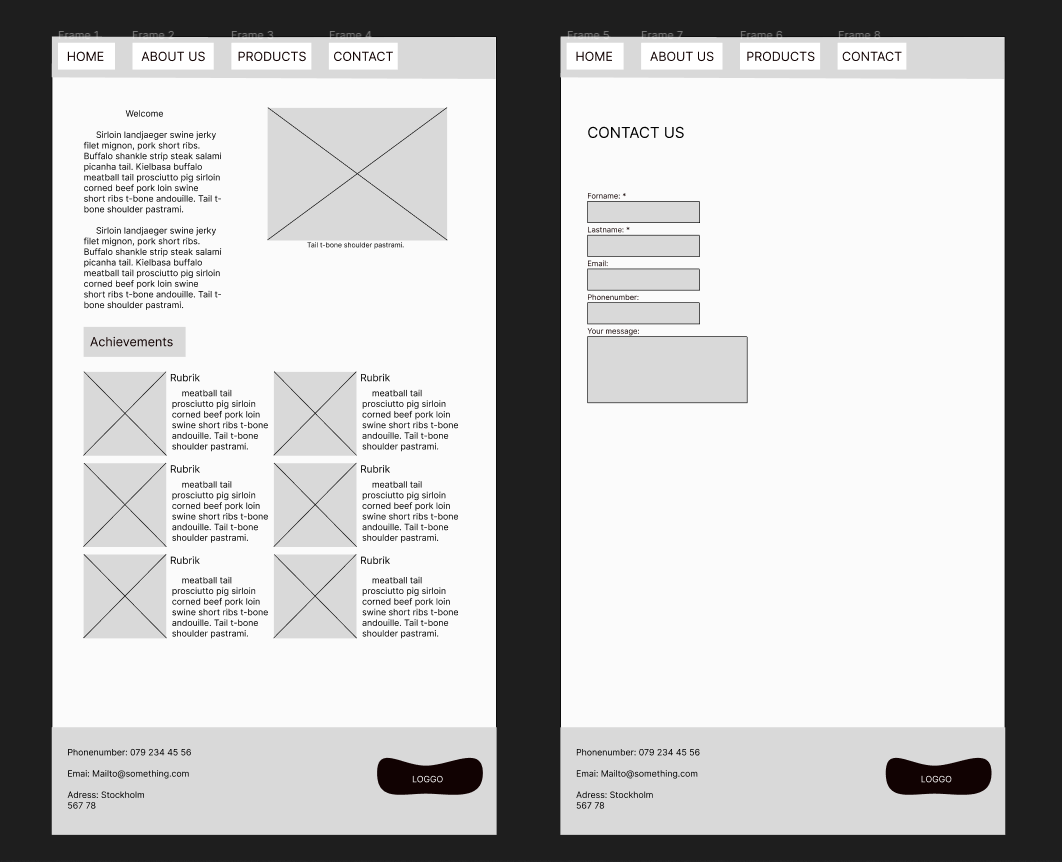 Frame 1
Frame 2
Frame 3
Frame 4
HOME
ABOUT US
PRODUCTS
CONTACT
Welcome
Sirloin landjaeger swine jerky
filet mignon, pork short ribs.
Buffalo shankle strip steak salami
picanha tail. Kielbasa buffalo
meatball tail prosciutto pig sirloin
corned beef pork loin swine
short ribs t-bone andouille. Tail t-
bone shoulder pastrami.
Sirloin landjaeger swine jerky
filet mignon, pork short ribs.
Buffalo shankle strip steak salami
picanha tail. Kielbasa buffalo
meatball tail prosciutto pig sirloin
corned beef pork loin swine
short ribs t-bone andouille. Tail t-
bone shoulder pastrami.
Tail t-bone shoulder pastrami.
Achievements
Rubrik
meatball tail
prosciutto pig sirloin
corned beef pork loin
swine short ribs t-bone
andouille. Tail t-bone
shoulder pastrami.
Rubrik
meatball tail
prosciutto pig sirloin
corned beef pork loin
swine short ribs t-bone
andouille. Tail t-bone
shoulder pastrami.
Rubrik
meatball tail
prosciutto pig sirloin
corned beef pork loin
swine short ribs t-bone
andouille. Tail t-bone
shoulder pastrami.
Rubrik
meatball tail
prosciutto pig sirloin
corned beef pork loin
swine short ribs t-bone
andouille. Tail t-bone
shoulder pastrami.
Rubrik
meatball tail
prosciutto pig sirloin
corned beef pork loin
swine short ribs t-bone
andouille. Tail t-bone
shoulder pastrami.
Rubrik
meatball tail
prosciutto pig sirloin
corned beef pork loin
swine short ribs t-bone
andouille. Tail t-bone
shoulder pastrami.
Phonenumber: 079 234 45 56
Emai: Mailto@something.com
Adress: Stockholm
567 78
LOGGO
Frame 5
Frame 7
Frame 6
Frame 8
HOME
ABOUT US
PRODUCTS
CONTACT
CONTACT US
Forname: *
Lastname: *
Email:
Phonenumber:
Your message:
Phonenumber: 079 234 45 56
Emai: Mailto@something.com
Adress: Stockholm
567 78
LOGGO